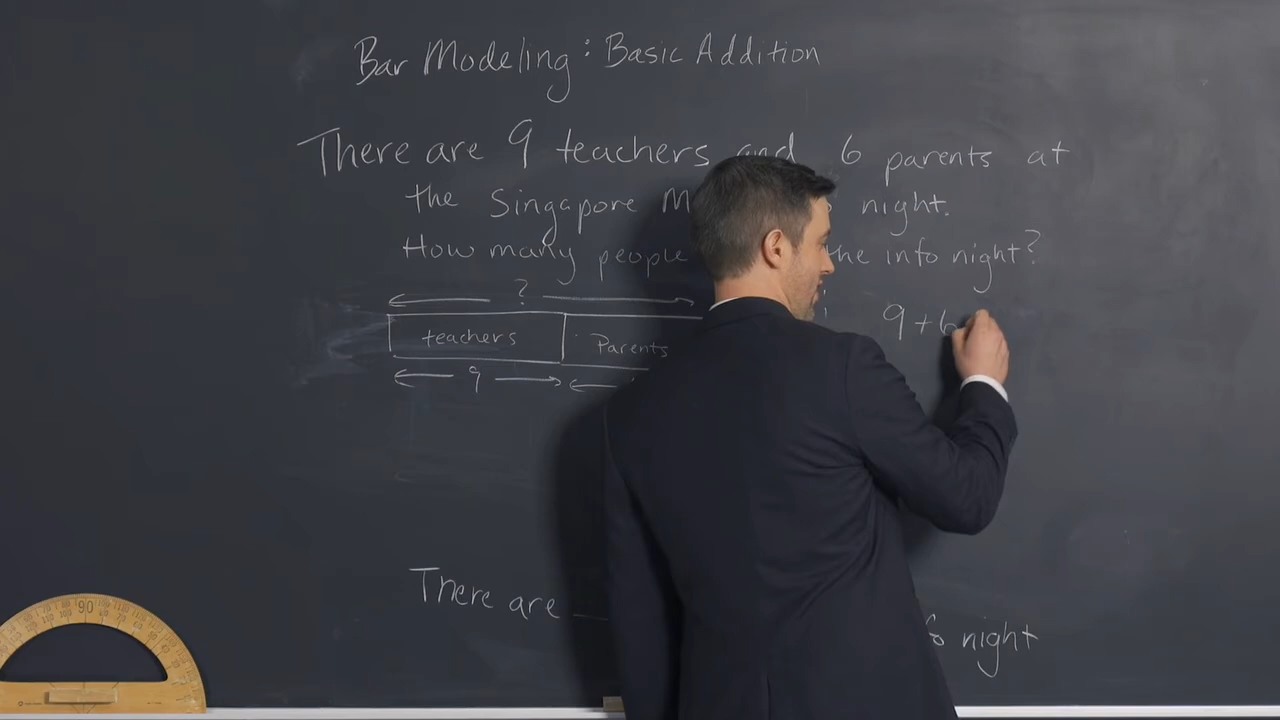 Bar Modeling: Basic Addition
There are 9 teachers and 6 parents at
the Singapore M night.
How many people the info night?
?
teachers Parents
9 + 6
9
There are
night
90